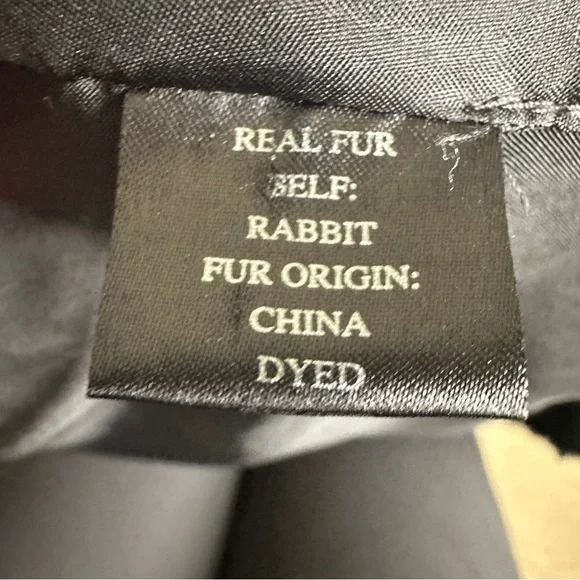 REAL FUR
SELF:
RABBIT
FUR ORIGIN:
CHINA
DYED